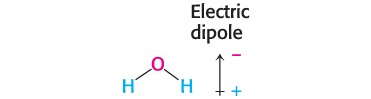 Electric
dipole
O −
H H +